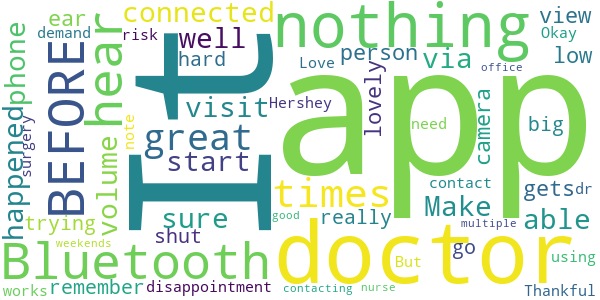 connected
nothing
view
ear
well
demand
risk
Okay
phone
hear
BEFORE
It
app
hard
person
via
low
Love
office
happened
surgery
visit
Hershey
lovely
camera
big
great
need
note
volume
start
contact
gets
dr
times
Make
able
trying
sure
good
really
multiple
doctor
shut
go
weekends
But
Bluetooth
using
works
remember
disappointment
contacting
nurse
Thankful